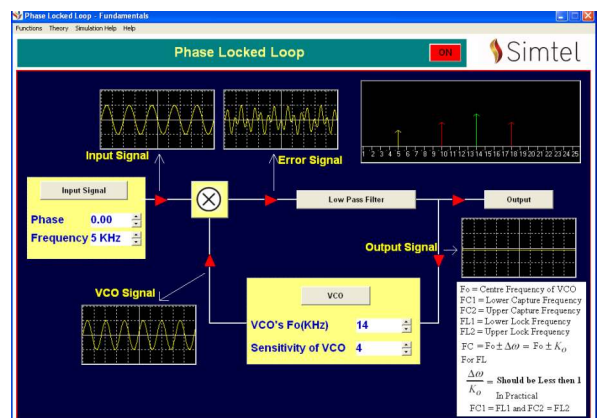 Phase Locked Loop - Fundamentals
Functions Theory Simulation Help Help
Phase Locked Loop
ON
Simtel
1 2 3 4 5 6 7 8 9 10 11 12 13 14 15 16 17 18 19 20 21 22 23 24 25
Input Signal
Error Signal
Input Signal
Phase 0.00
Frequency 5 KHz
Low Pass Filter
Output
Output Signal
VCO Signal
VCO
VCO's Fo(KHz) 14
Sensitivity of VCO 4
Fo = Centre Frequency of VCO
FC1 = Lower Capture Frequency
FC2 = Upper Capture Frequency
FL1 = Lower Lock Frequency
FL2 = Upper Lock Frequency
FC = Fo ± Δω = Fo ± Ko
For FL
Δω / Ko = Should be Less then 1
In Practical
FC1 = FL1 and FC2 = FL2